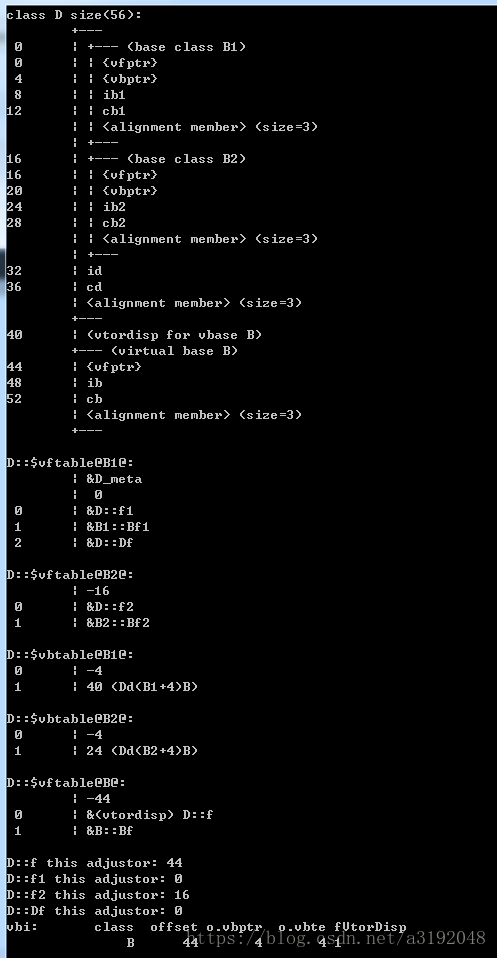 class D size(56):
        +---
 0      | +--- (base class B1)
 0      | | {vfptr}
 4      | | {vbptr}
 8      | | ib1
12      | | cb1
        | | <alignment member> (size=3)
        | +---
16      | +--- (base class B2)
16      | | {vfptr}
20      | | {vbptr}
24      | | ib2
28      | | cb2
        | | <alignment member> (size=3)
        | +---
32      | id
36      | cd
        | <alignment member> (size=3)
        +---
40      | (vtordisp for vbase B)
        +--- (virtual base B)
44      | {vfptr}
48      | ib
52      | cb
        | <alignment member> (size=3)
        +---
D::$vftable@B1@:
        | &D_meta
        |  0
 0      | &D::f1
 1      | &B1::Bf1
 2      | &D::Df
D::$vftable@B2@:
        | -16
 0      | &D::f2
 1      | &B2::Bf2
D::$vbtable@B1@:
 0      | -4
 1      | 40 (Dd(B1+4)B)
D::$vbtable@B2@:
 0      | -4
 1      | 24 (Dd(B2+4)B)
D::$vftable@B@:
        | -44
 0      | &(vtordisp) D::f
 1      | &B::Bf
D::f this adjustor: 44
D::f1 this adjustor: 0
D::f2 this adjustor: 16
D::Df this adjustor: 0
vbi:       class  offset o.vbptr  o.vbte fVtorDisp
               B      44       4       4 1
https://blog.csdn.net/a3192048